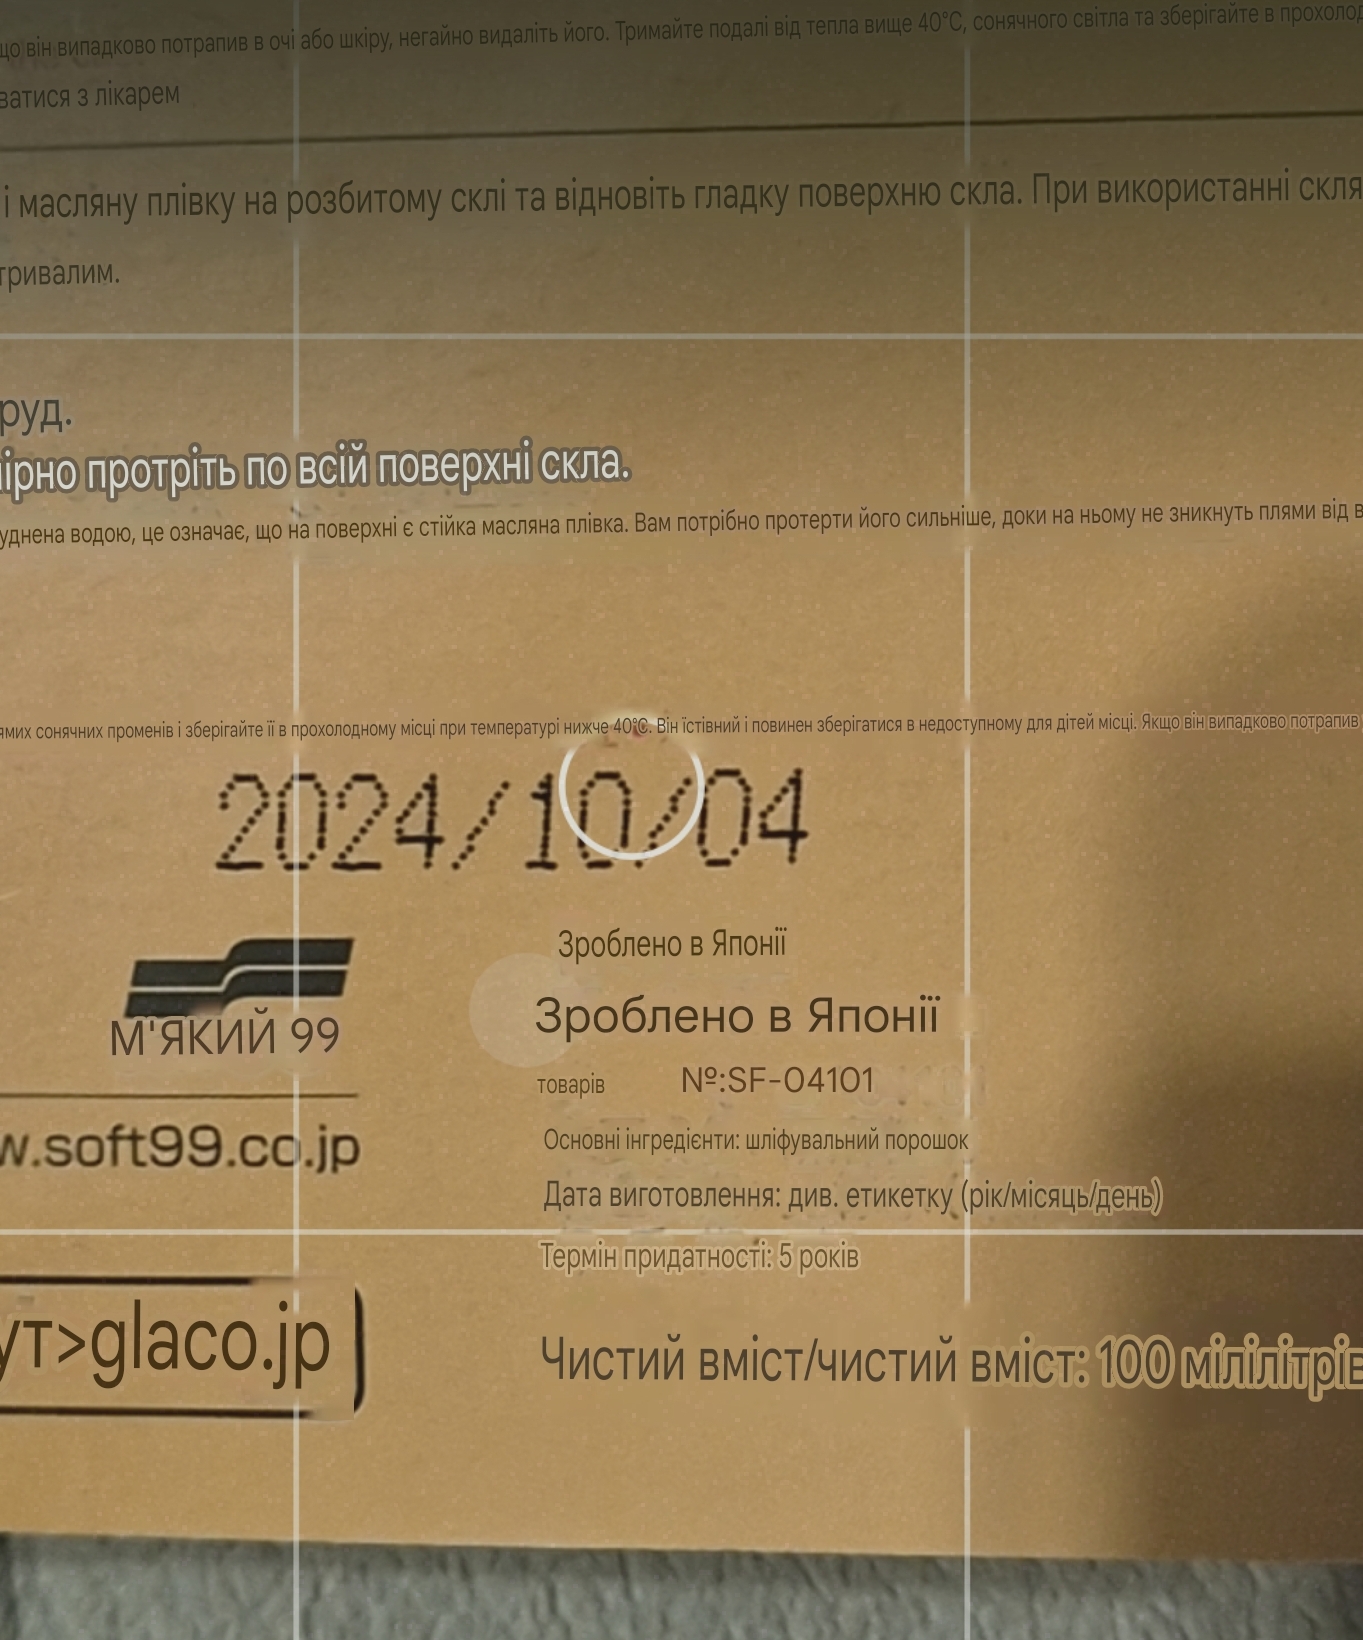 що він випадково потрапив в очі або шкіру, негайно видаліть його. Тримайте подалі від тепла вище 40°C, сонячного світла та зберігайте в
ватися з лікарем
і масляну плівку на розбитому склі та відновіть гладку поверхню скла. При використанні скля
тривалим.
руд.
мірно протріть по всій поверхні скла.
уднена водою, це означає, що на поверхні є стійка масляна плівка. Вам потрібно протерти його сильніше, доки на ньому не зникнуть плями від в
ямих сонячних променів і зберігайте її в прохолодному місці при температурі нижче 40°C. Він їстівний і повинен зберігатися в недоступному для дітей місці. Якщо він випадково потрапив
2024/10/04
Зроблено в Японії
М'ЯКИЙ 99
Зроблено в Японії
товарів №:SF-04101
w.soft99.co.jp
Основні інгредієнти: шліфувальний порошок
Дата виготовлення: див. етикетку (рік/місяць/день)
Термін придатності: 5 років
ут>glaco.jp
Чистий вміст/чистий вміст: 100 мілілітрів